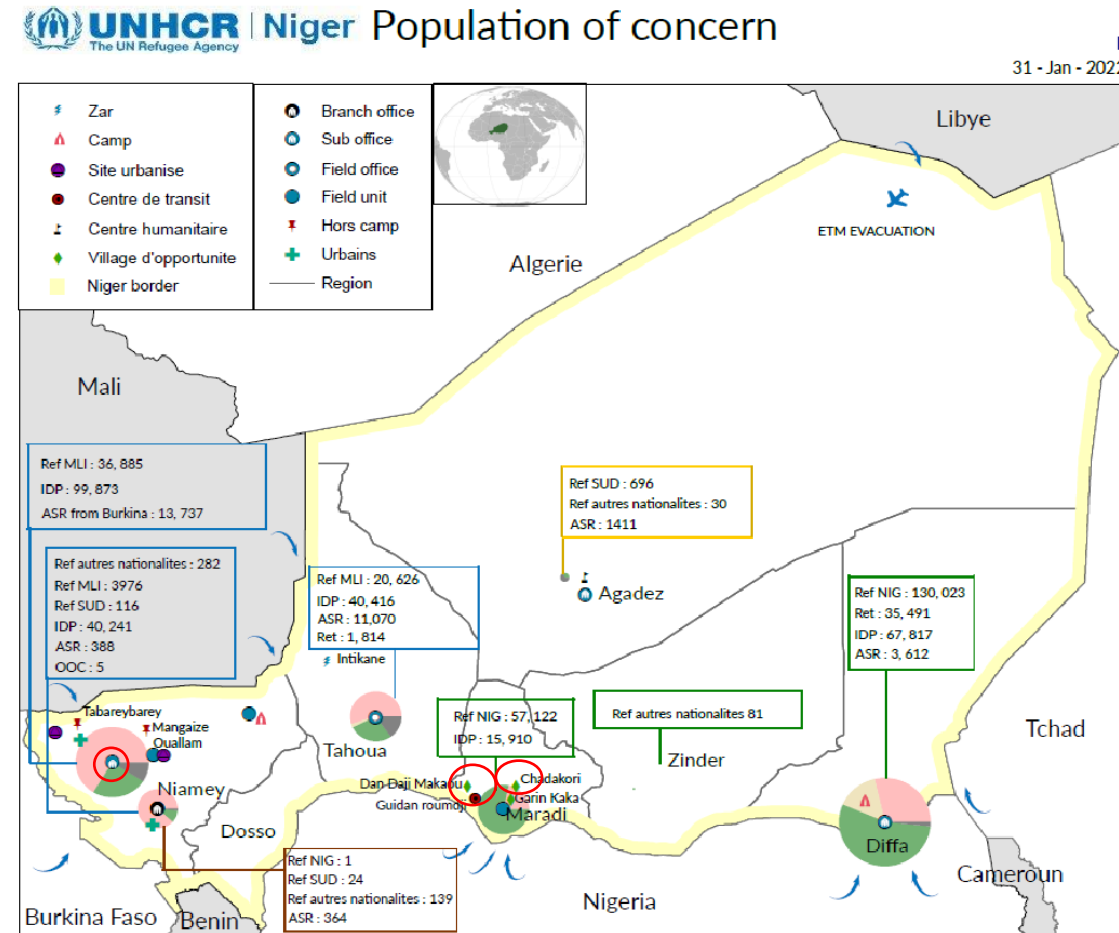 UNHCR
The UN Refugee Agency
Niger
Population of concern
31 - Jan - 2022
Zar
Camp
Site urbanise
Centre de transit
Centre humanitaire
Village d'opportunite
Niger border
Branch office
Sub office
Field office
Field unit
Hors camp
Urbains
Region
Libye
ETM EVACUATION
Algerie
Mali
Ref MLI : 36, 885
IDP : 99, 873
ASR from Burkina : 13, 737
Ref autres nationalites : 282
Ref MLI : 3976
Ref SUD : 116
IDP : 40, 241
ASR : 388
OOC : 5
Ref MLI : 20, 626
IDP : 40, 416
ASR : 11,070
Ret : 1, 814
Intikane
Ref SUD : 696
Ref autres nationalites : 30
ASR : 1411
Agadez
Ref NIG : 130, 023
Ret : 35, 491
IDP : 67, 817
ASR : 3, 612
Ref NIG : 57, 122
IDP : 15, 910
Ref autres nationalites 81
Zinder
Tchad
Tabareybarey
Mangaize
Ouallam
Tahoua
Niamey
Dosso
Dan Daji Makaou
Guidan roumdji
Chadakorii
Garin Kaka
Maradi
Diffa
Cameroun
Ref NIG : 1
Ref SUD : 24
Ref autres nationalites : 139
ASR : 364
Nigeria
Burkina Faso
Benin